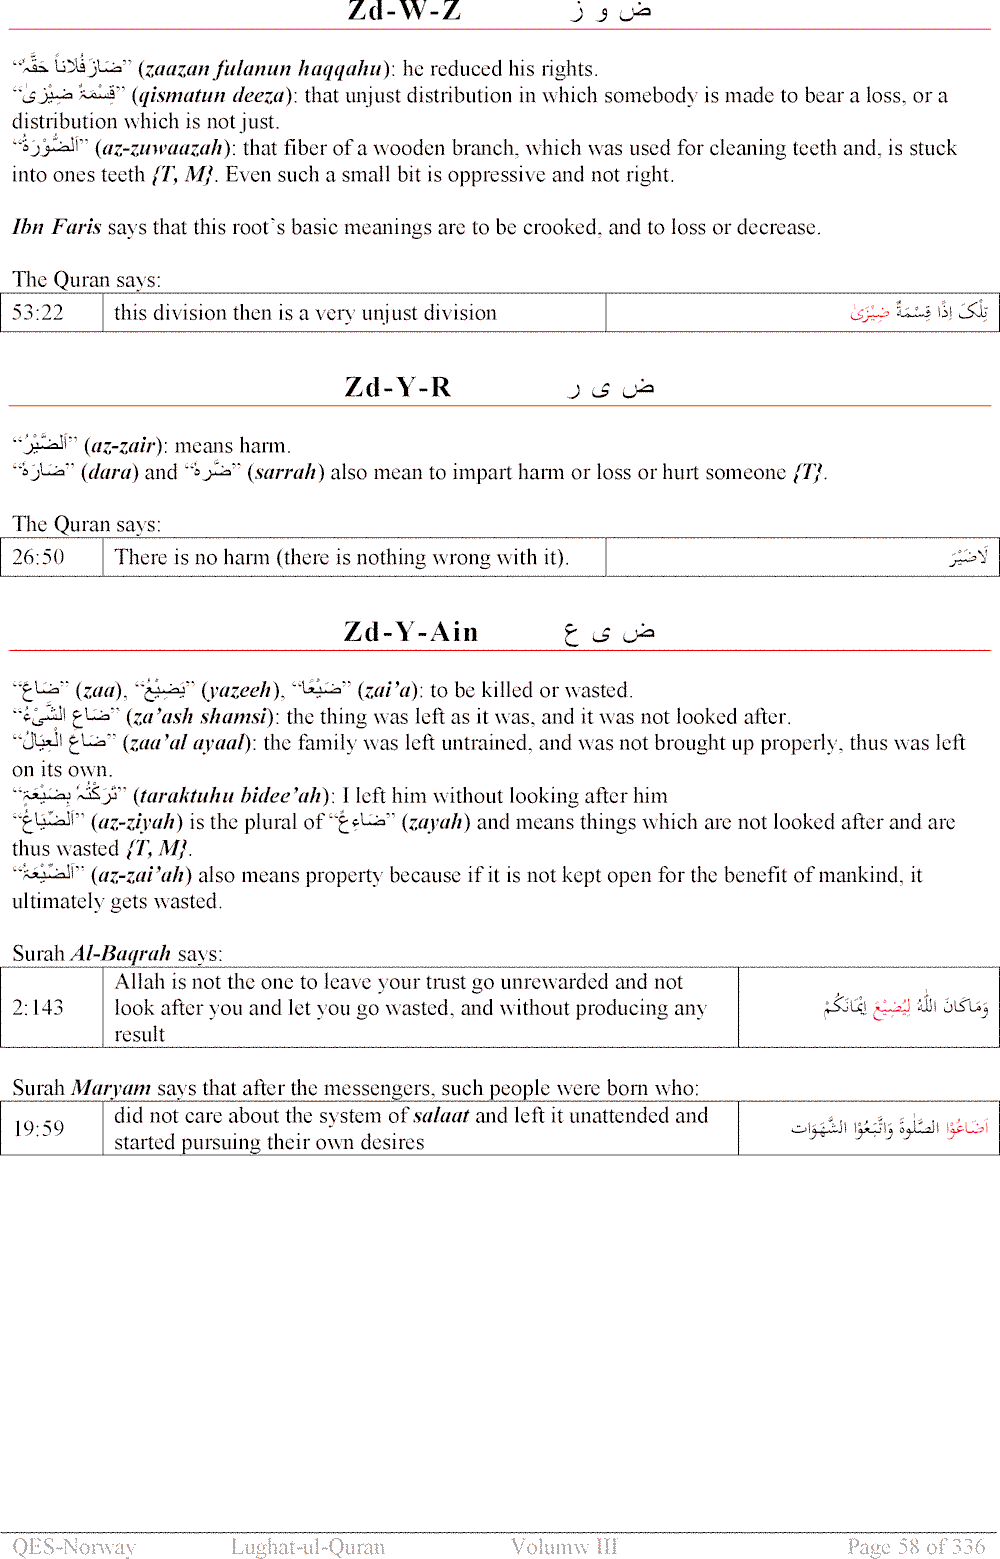 Zd-W-Z ض و ز
“ضَازَفُلَاناً حَقَّہٗ” (zaazan fulanun haqqahu): he reduced his rights.
“قِسْمَۃٌ ضِیْزٰی” (qismatun deeza): that unjust distribution in which somebody is made to bear a loss, or a
distribution which is not just.
“اَلضُّوْزَۃُ” (az-zuwaazah): that fiber of a wooden branch, which was used for cleaning teeth and, is stuck
into ones teeth {T, M}. Even such a small bit is oppressive and not right.
Ibn Faris says that this root’s basic meanings are to be crooked, and to loss or decrease.
The Quran says:
53:22 this division then is a very unjust division تِلْکَ اِذًا قِسْمَةٌ ضِیْزٰی
Zd-Y-R ض ی ر
“اَلضَّیْرُ” (az-zair): means harm.
“ضَارَہٗ” (dara) and “ضَّرہٗ” (sarrah) also mean to impart harm or loss or hurt someone {T}.
The Quran says:
26:50 There is no harm (there is nothing wrong with it). لَاضَیْرَ
Zd-Y-Ain ض ی ع
“ضَاعَ” (zaa), “یَضِیْعُ” (yazeeh), “ضَیْعًا” (zai’a): to be killed or wasted.
“ضَاع الشَّیْءُ” (za’ash shamsi): the thing was left as it was, and it was not looked after.
“ضَاعَ الْعِیَالُ” (zaa’al ayaal): the family was left untrained, and was not brought up properly, thus was left
on its own.
“تَرَکْتُہٗ بِضَیْعَۃٍ” (taraktuhu bidee’ah): I left him without looking after him
“اَلضِّیَاعُ” (az-ziyah) is the plural of “ضَاءِعٌ” (zayah) and means things which are not looked after and are
thus wasted {T, M}.
“اَلضَّیْعَۃُ” (az-zai’ah) also means property because if it is not kept open for the benefit of mankind, it
ultimately gets wasted.
Surah Al-Baqrah says:
2:143 Allah is not the one to leave your trust go unrewarded and not
look after you and let you go wasted, and without producing any
result وَمَاکَانَ اللّٰهُ لِیُضِیْعَ اِیْمَانَکُمْ
Surah Maryam says that after the messengers, such people were born who:
19:59 did not care about the system of salaat and left it unattended and
started pursuing their own desires اَضَاعُوْا الصَّلٰوةَ وَاتَّبَعُوْا الشَّهَوَات
QES-Norway Lughat-ul-Quran Volumw III Page 58 of 336